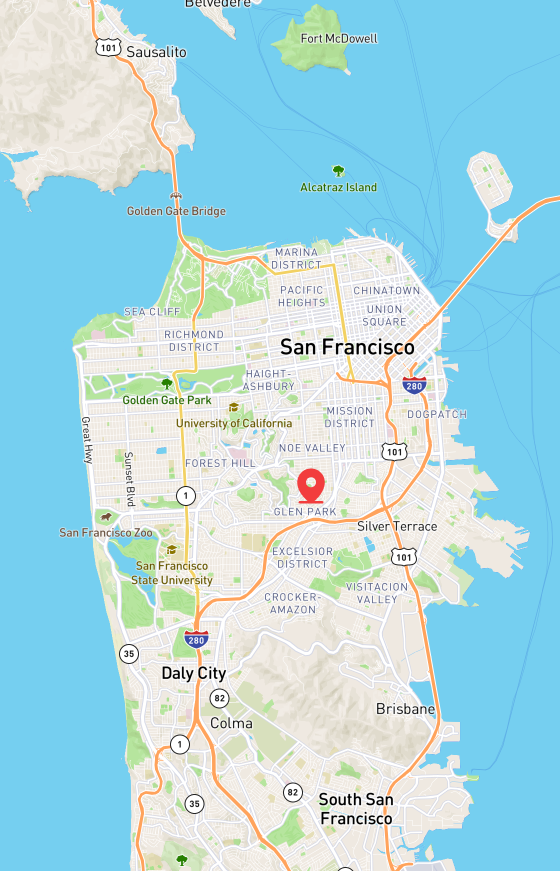 Belvedere
101
Sausalito
Fort McDowell
Alcatraz Island
Golden Gate Bridge
MARINA
DISTRICT
PACIFIC
HEIGHTS
CHINATOWN
UNION
SQUARE
SEA CLIFF
RICHMOND
DISTRICT
San Francisco
HAIGHT-
ASHBURY
280
Golden Gate Park
University of California
MISSION
DISTRICT
DOGPATCH
Great Hwy
Sunset Blvd
NOE VALLEY
101
FOREST HILL
1
GLEN PARK
San Francisco Zoo
Silver Terrace
EXCELSIOR
DISTRICT
101
San Francisco
State University
VISITACION
VALLEY
CROCKER-
AMAZON
280
35
Daly City
82
Colma
Brisbane
1
82
35
South San
Francisco